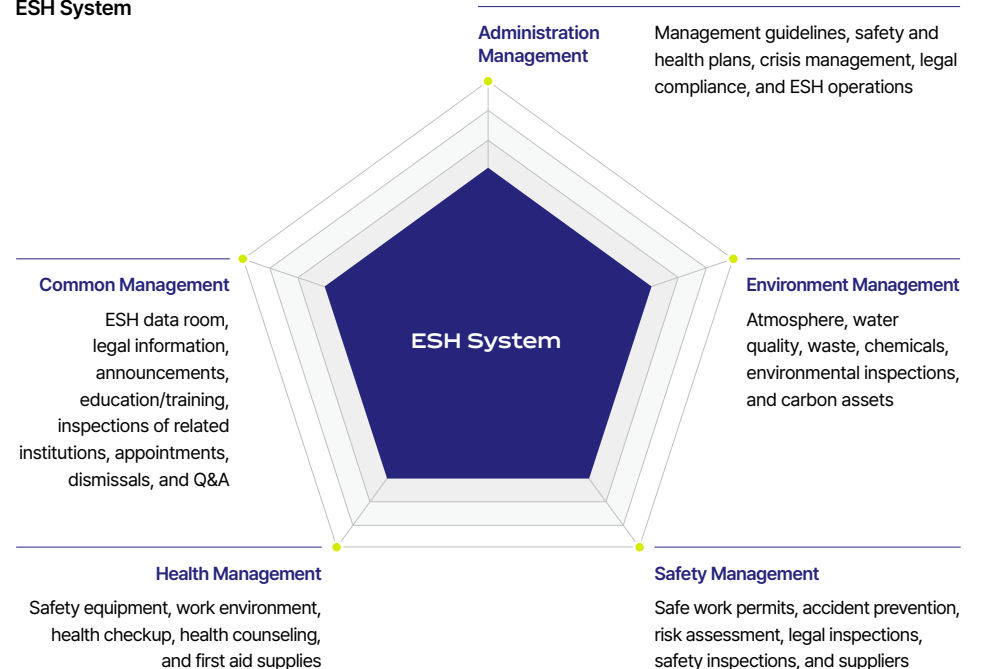 ESH System
Administration
Management
Management guidelines, safety and
health plans, crisis management, legal
compliance, and ESH operations
Common Management
ESH data room,
legal information,
announcements,
education/training,
inspections of related
institutions, appointments,
dismissals, and Q&A
ESH System
Environment Management
Atmosphere, water
quality, waste, chemicals,
environmental inspections,
and carbon assets
Health Management
Safety equipment, work environment,
health checkup, health counseling,
and first aid supplies
Safety Management
Safe work permits, accident prevention,
risk assessment, legal inspections,
safety inspections, and suppliers